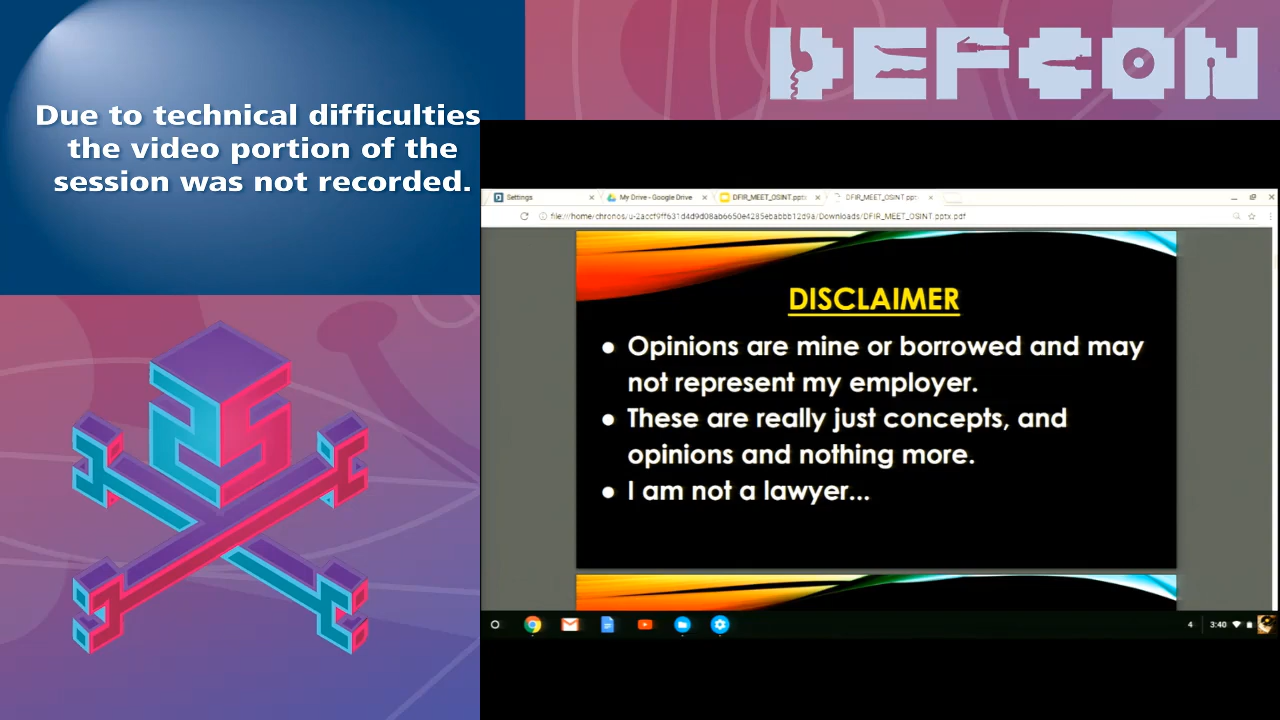 Due to technical difficulties
the video portion of the
session was not recorded.
DEFCON
Settings
My Drive - Google Drive
DFIR_MEET_OSINT.pptx
DFIR_MEET_OSINT.pptx
DISCLAIMER
● Opinions are mine or borrowed and may
not represent my employer.
● These are really just concepts, and
opinions and nothing more.
● I am not a lawyer...
4
3:40